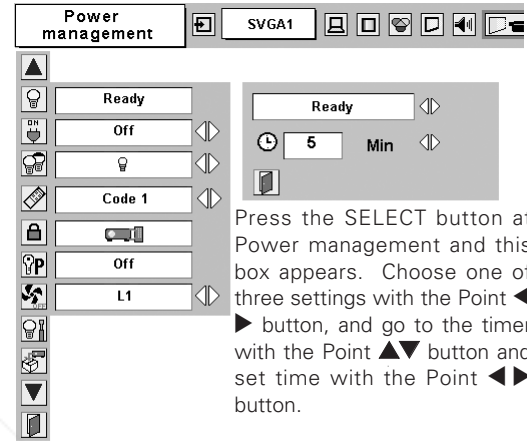 Power
management
SVGA1
Ready
ON
Off
Code 1
P
Off
OFF
L1
Ready
5 Min
Press the SELECT button at
Power management and this
box appears. Choose one of
three settings with the Point ◀
▶ button, and go to the timer
with the Point ▲▼ button and
set time with the Point ◀▶
button.